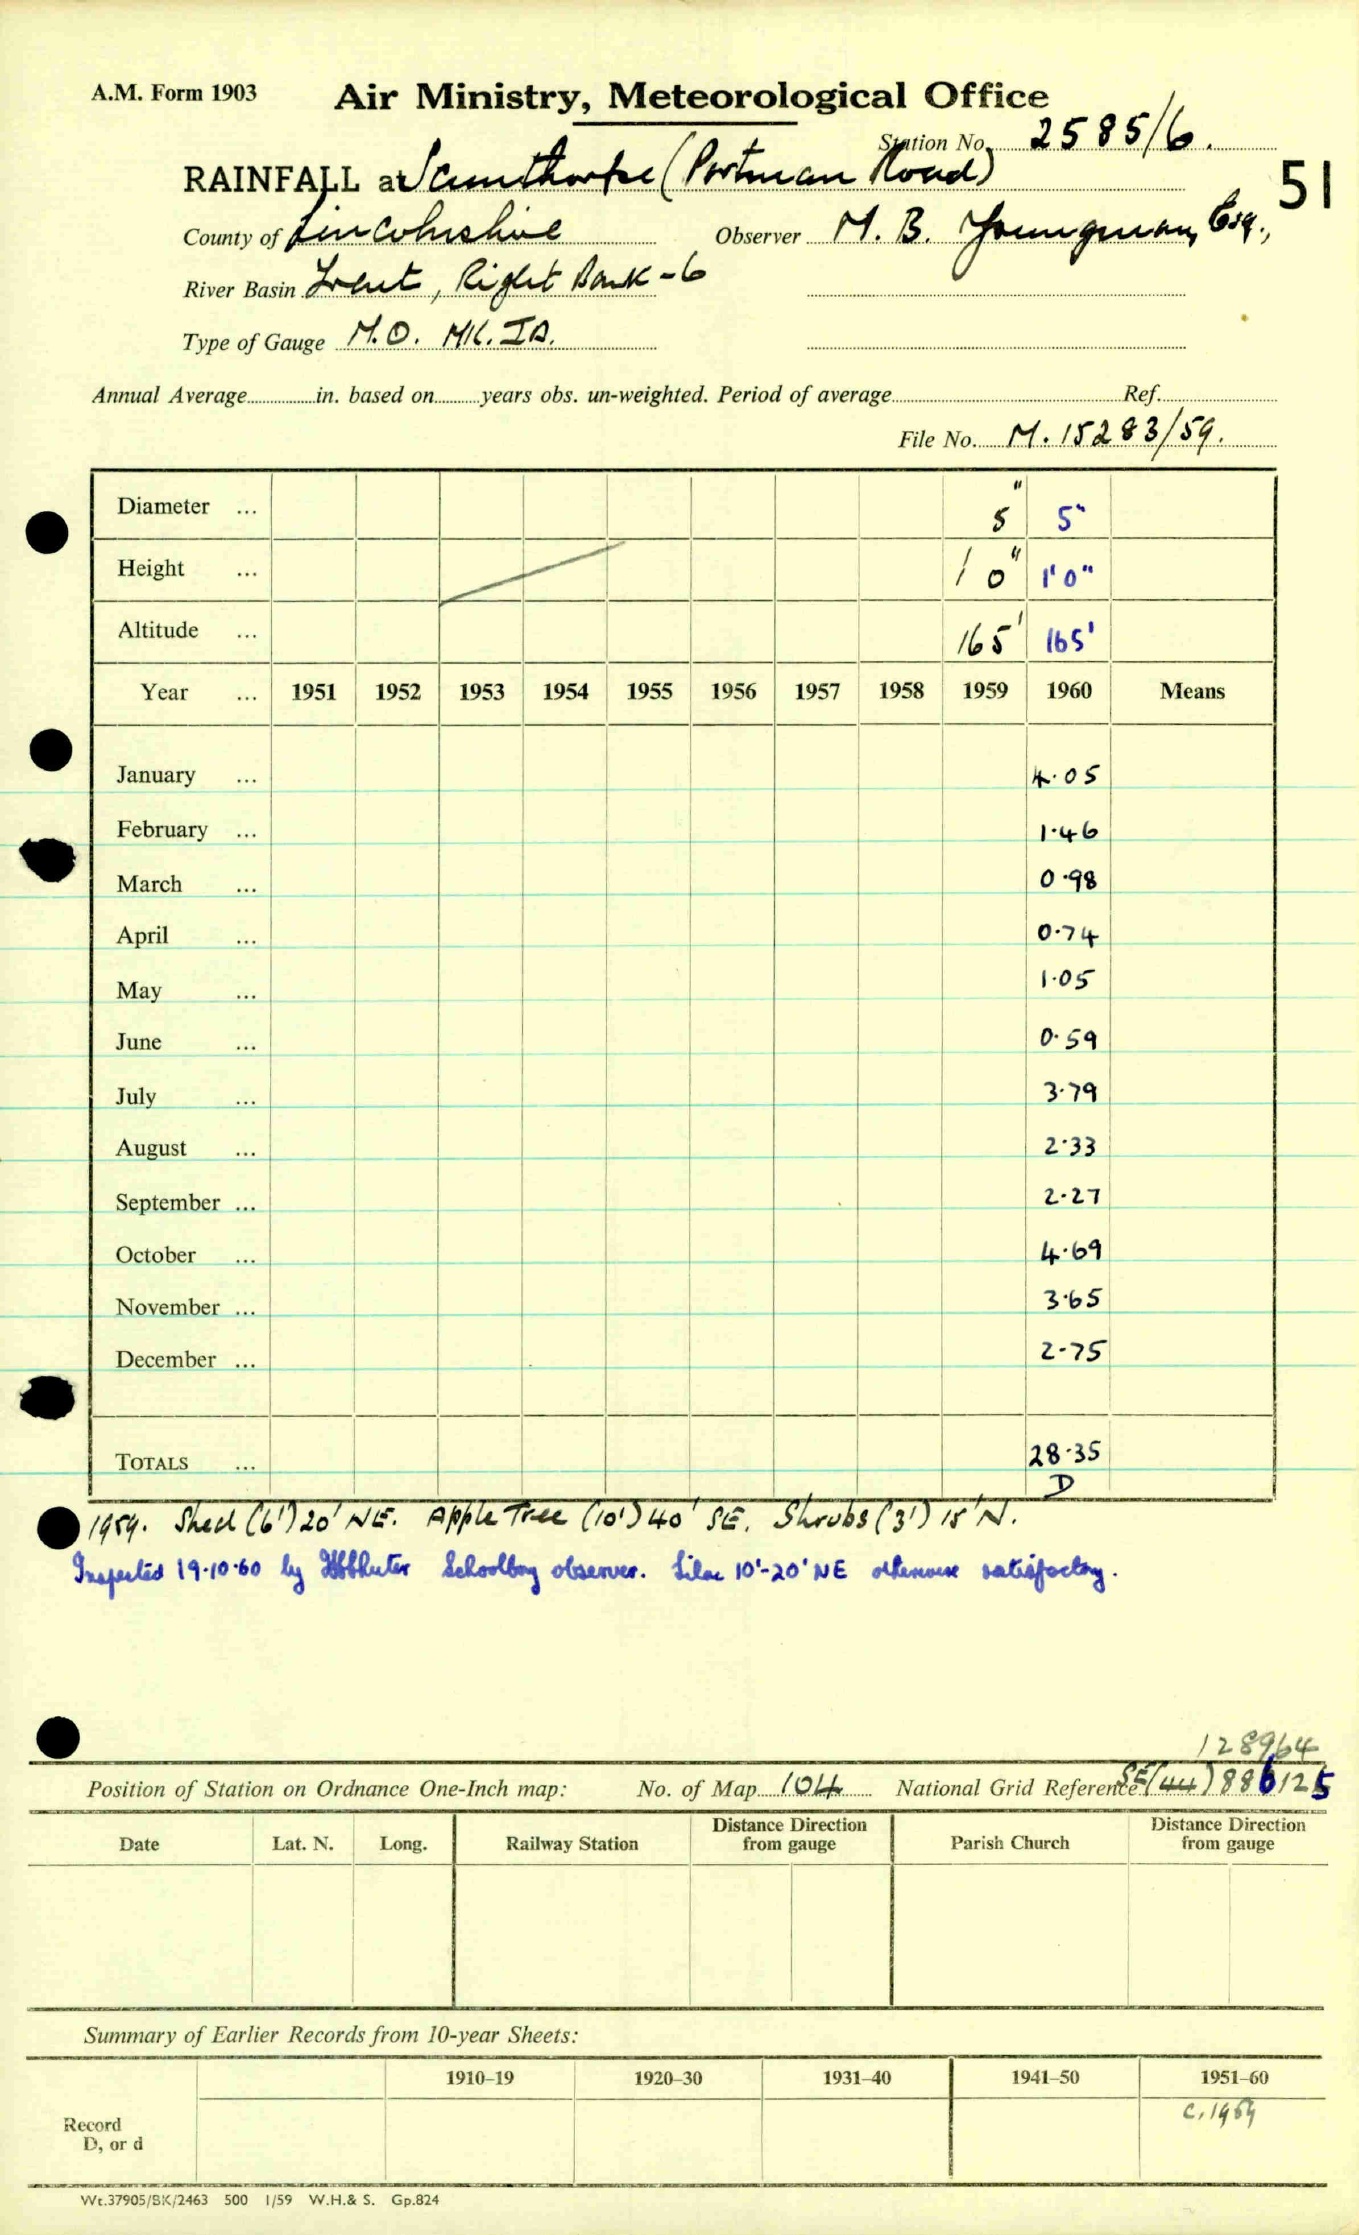 A.M. Form 1903 Air Ministry, Meteorological Office
Station No. 2585/6.
RAINFALL at Scunthorpe (Portman Road) 51
County of Lincolnshire Observer M. B. Youngman, Esq.,
River Basin Trent, Right Bank-6
Type of Gauge M.O. MK. IA.
Annual Average in. based on years obs. un-weighted. Period of average Ref.
File No. M.15283/59.
Diameter ... 5" 5"
Height ... 1' 0" 1' 0"
Altitude ... 165' 165'
Year ... 1951 1952 1953 1954 1955 1956 1957 1958 1959 1960 Means
January ... 4.05
February ... 1.46
March ... 0.98
April ... 0.74
May ... 1.05
June ... 0.59
July ... 3.79
August ... 2.33
September ... 2.27
October ... 4.69
November ... 3.65
December ... 2.75
TOTALS ... 28.35
D
1959. Shed (6') 20' NE. Apple Tree (10') 40' SE. Shrubs (3') 15' N.
Inspected 19.10.60 by Schoolboy observer. Lilac 10'-20' NE otherwise satisfactory.
128964
Position of Station on Ordnance One-Inch map: No. of Map 104 National Grid Reference SE(44) 886125
Date Lat. N. Long. Railway Station Distance Direction from gauge Parish Church Distance Direction from gauge
Summary of Earlier Records from 10-year Sheets:
1910–19 1920–30 1931–40 1941–50 1951–60
Record D, or d c.1959
Wt.37905/BK/2463 500 1/59 W.H.& S. Gp.824